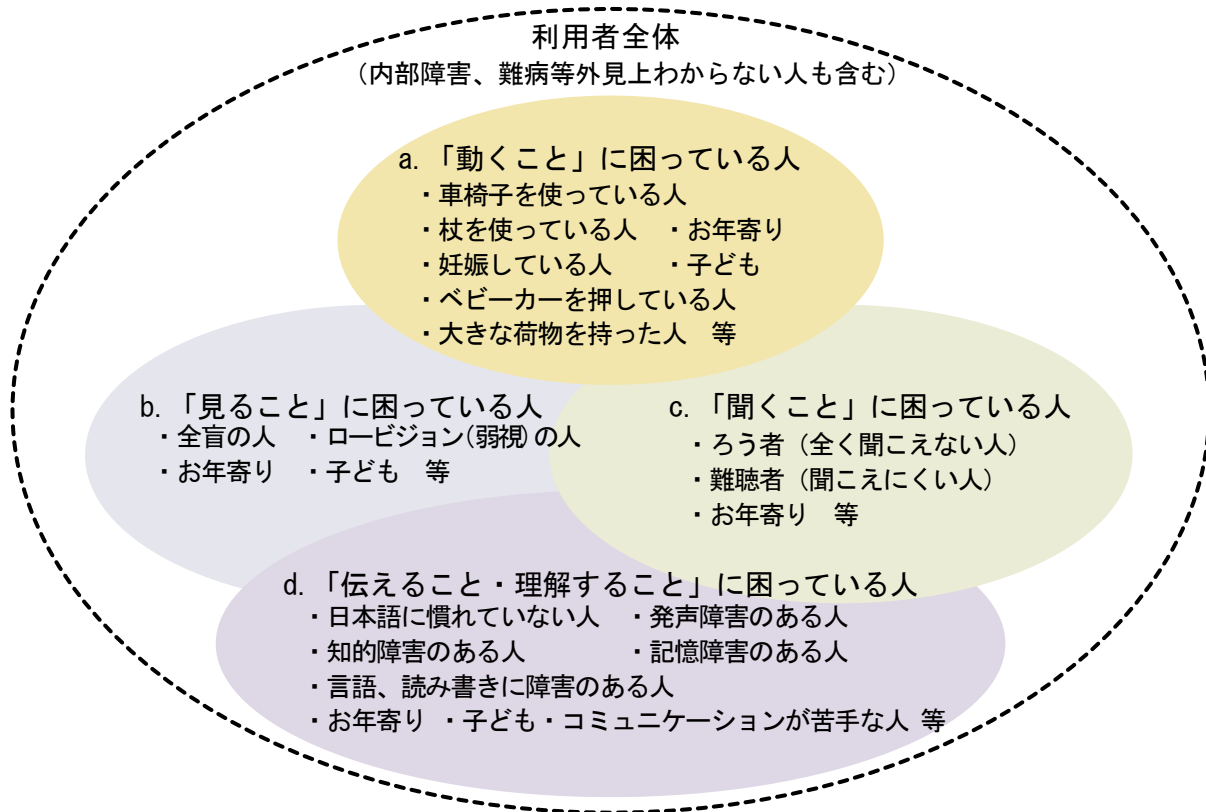 利用者全体
（内部障害、難病等外見上わからない人も含む）
a. 「動くこと」に困っている人
・車椅子を使っている人
・杖を使っている人　・お年寄り
・妊娠している人　　・子ども
・ベビーカーを押している人
・大きな荷物を持った人　等
b. 「見ること」に困っている人
・全盲の人　・ロービジョン（弱視）の人
・お年寄り　・子ども　等
c. 「聞くこと」に困っている人
・ろう者（全く聞こえない人）
・難聴者（聞こえにくい人）
・お年寄り　等
d. 「伝えること・理解すること」に困っている人
・日本語に慣れていない人　・発声障害のある人
・知的障害のある人　　　　・記憶障害のある人
・言語、読み書きに障害のある人
・お年寄り ・子ども・コミュニケーションが苦手な人 等